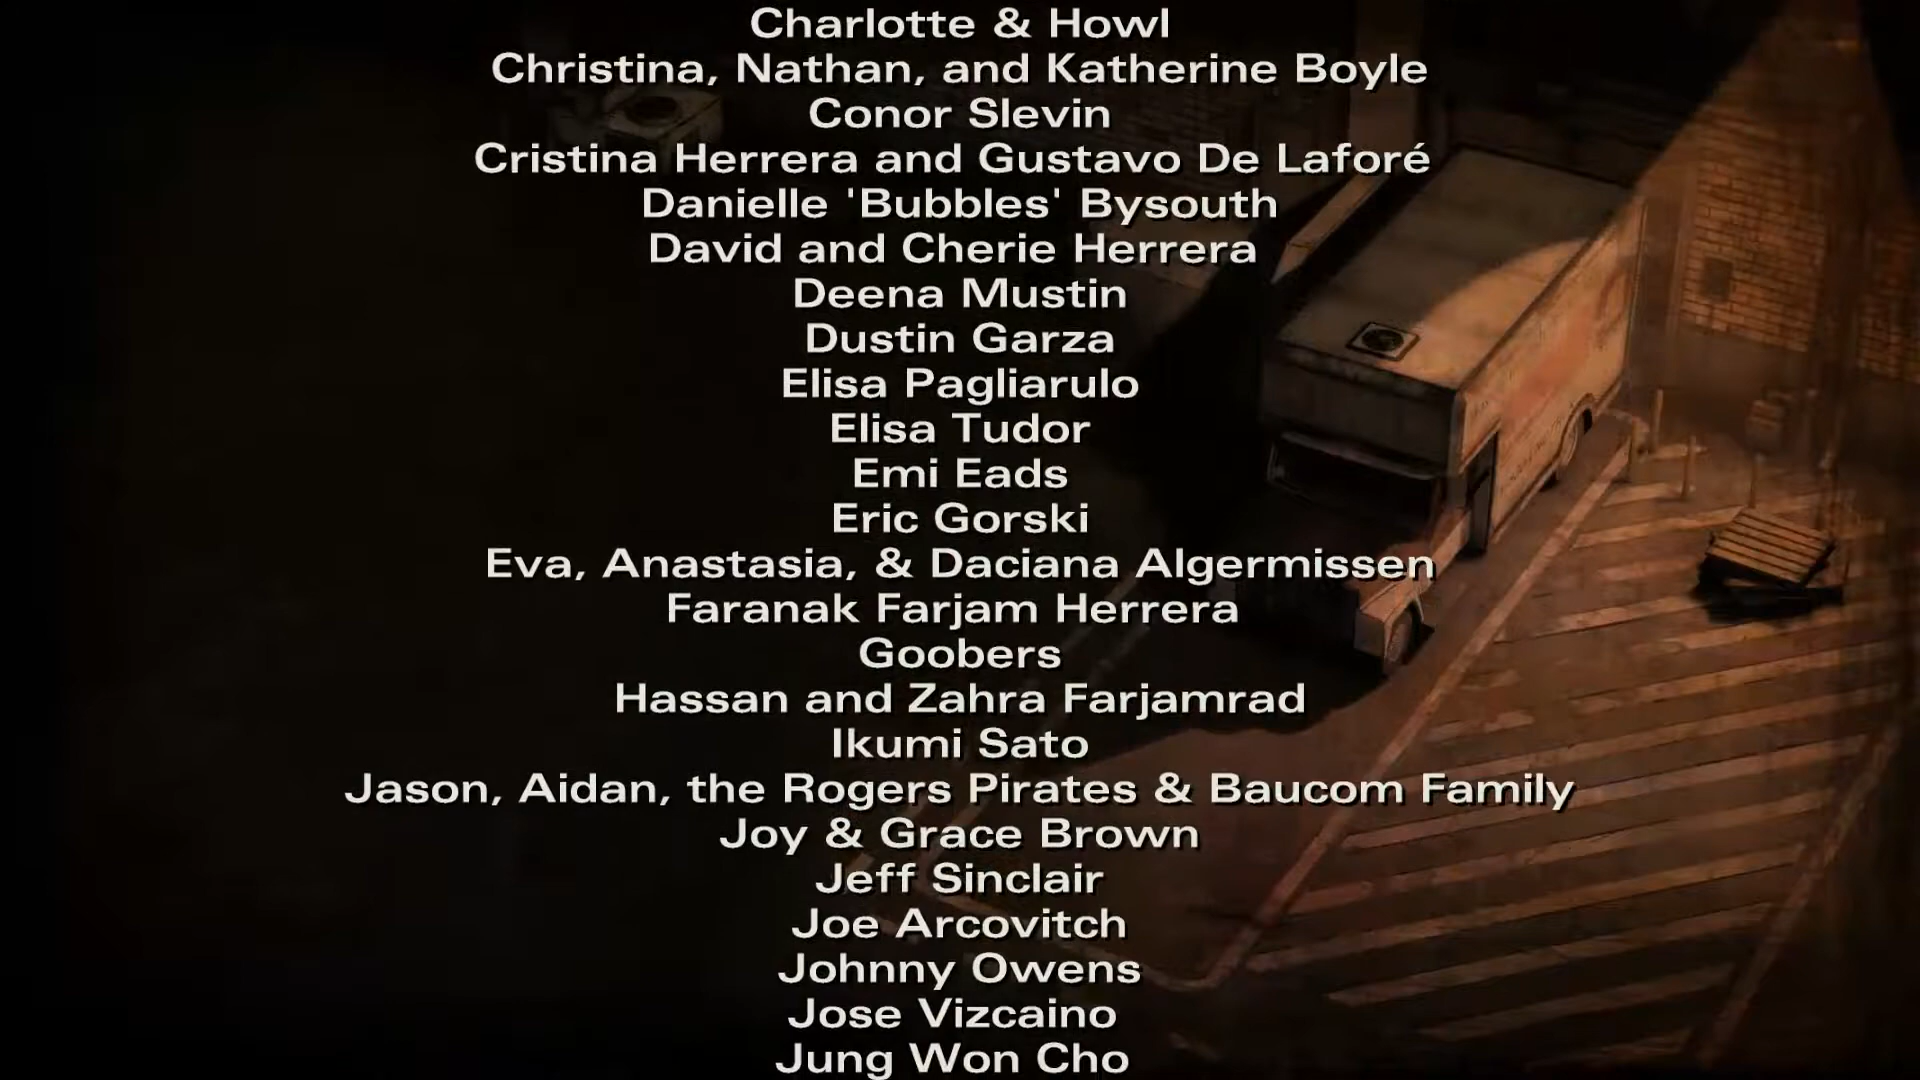 Charlotte & Howl
Christina, Nathan, and Katherine Boyle
Conor Slevin
Cristina Herrera and Gustavo De Laforé
Danielle 'Bubbles' Bysouth
David and Cherie Herrera
Deena Mustin
Dustin Garza
Elisa Pagliarulo
Elisa Tudor
Emi Eads
Eric Gorski
Eva, Anastasia, & Daciana Algermissen
Faranak Farjam Herrera
Goobers
Hassan and Zahra Farjamrad
Ikumi Sato
Jason, Aidan, the Rogers Pirates & Baucom Family
Joy & Grace Brown
Jeff Sinclair
Joe Arcovitch
Johnny Owens
Jose Vizcaino
Jung Won Cho